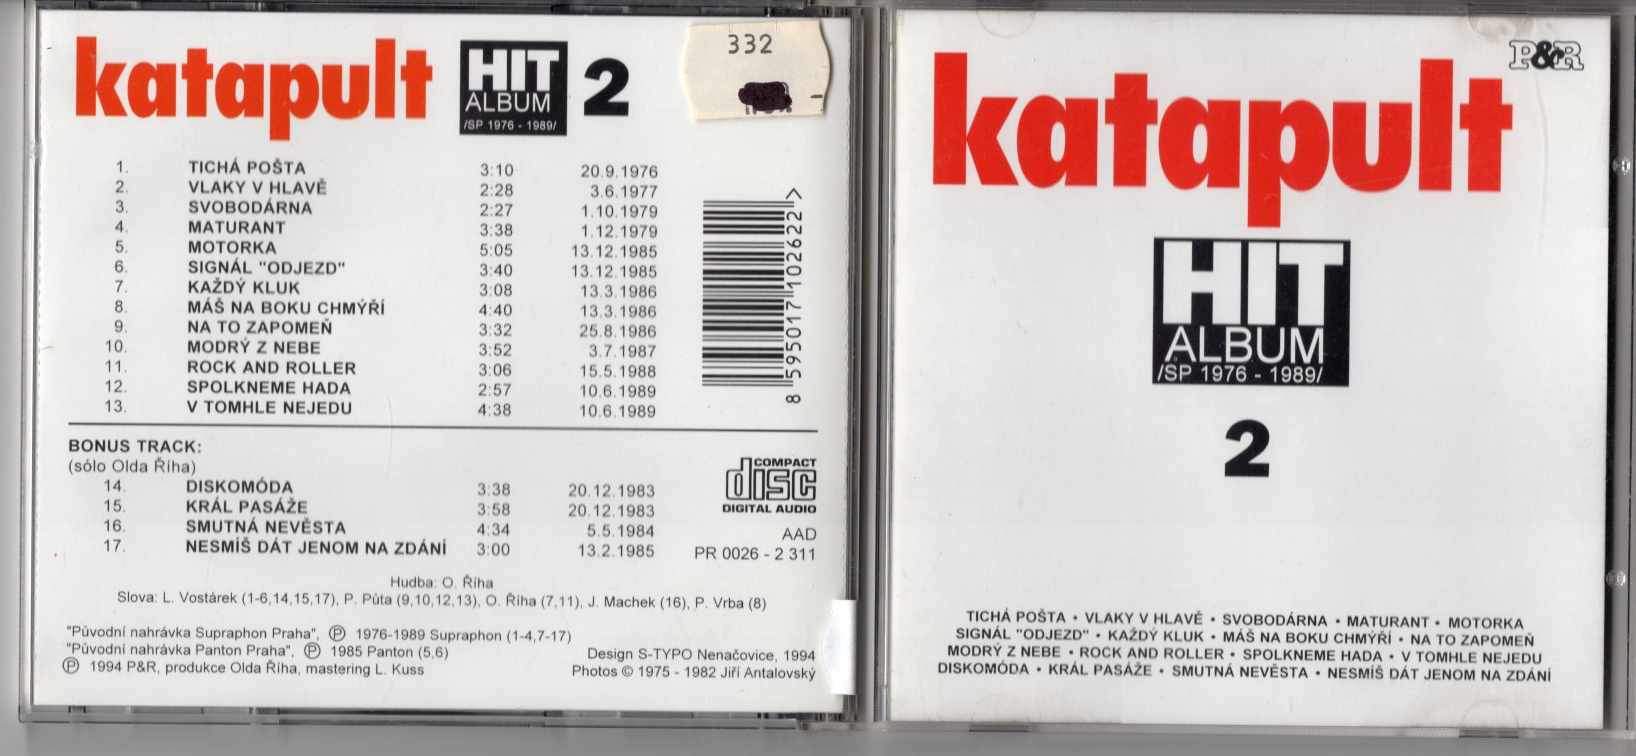 katapult HIT 2
ALBUM
/SP 1976 - 1989/
332
1. TICHÁ POŠTA 3:10 20.9.1976
2. VLAKY V HLAVĚ 2:28 3.6.1977
3. SVOBODÁRNA 2:27 1.10.1979
4. MATURANT 3:38 1.12.1979
5. MOTORKA 5:05 13.12.1985
6. SIGNÁL "ODJEZD" 3:40 13.12.1985
7. KAŽDÝ KLUK 3:08 13.3.1986
8. MÁŠ NA BOKU CHMÝŘÍ 4:40 13.3.1986
9. NA TO ZAPOMEŇ 3:32 25.8.1986
10. MODRÝ Z NEBE 3:52 3.7.1987
11. ROCK AND ROLLER 3:06 15.5.1988
12. SPOLKNEME HADA 2:57 10.6.1989
13. V TOMHLE NEJEDU 4:38 10.6.1989
8 595017 102622 >
BONUS TRACK:
(sólo Olda Říha)
14. DISKOMÓDA 3:38 20.12.1983
15. KRÁL PASÁŽE 3:58 20.12.1983
16. SMUTNÁ NEVĚSTA 4:34 5.5.1984
17. NESMÍŠ DÁT JENOM NA ZDÁNÍ 3:00 13.2.1985
COMPACT
disc
DIGITAL AUDIO
AAD
PR 0026 - 2 311
Hudba: O. Říha
Slova: L. Vostárek (1-6,14,15,17), P. Půta (9,10,12,13), O. Říha (7,11), J. Machek (16), P. Vrba (8)
"Původní nahrávka Supraphon Praha", Ⓟ 1976-1989 Supraphon (1-4,7-17)
"Původní nahrávka Panton Praha", Ⓟ 1985 Panton (5,6)
Ⓟ 1994 P&R, produkce Olda Říha, mastering L. Kuss
Design S-TYPO Nenačovice, 1994
Photos © 1975 - 1982 Jiří Antalovský
P&R
katapult
HIT
ALBUM
/SP 1976 - 1989/
2
TICHÁ POŠTA • VLAKY V HLAVĚ • SVOBODÁRNA • MATURANT • MOTORKA
SIGNÁL "ODJEZD" • KAŽDÝ KLUK • MÁŠ NA BOKU CHMÝŘÍ • NA TO ZAPOMEŇ
MODRÝ Z NEBE • ROCK AND ROLLER • SPOLKNEME HADA • V TOMHLE NEJEDU
DISKOMÓDA • KRÁL PASÁŽE • SMUTNÁ NEVĚSTA • NESMÍŠ DÁT JENOM NA ZDÁNÍ